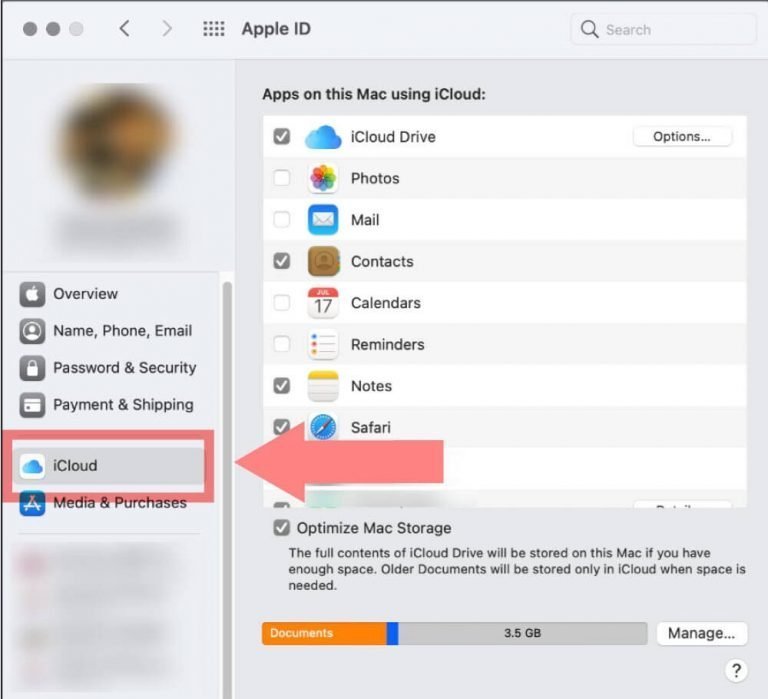 Apple ID
Search
Overview
Name, Phone, Email
Password & Security
Payment & Shipping
iCloud
Media & Purchases
Apps on this Mac using iCloud:
iCloud Drive
Options...
Photos
Mail
Contacts
JUL
17
Calendars
Reminders
Notes
Safari
Optimize Mac Storage
The full contents of iCloud Drive will be stored on this Mac if you have
enough space. Older Documents will be stored only in iCloud when space is
needed.
Documents
3.5 GB
Manage...
?